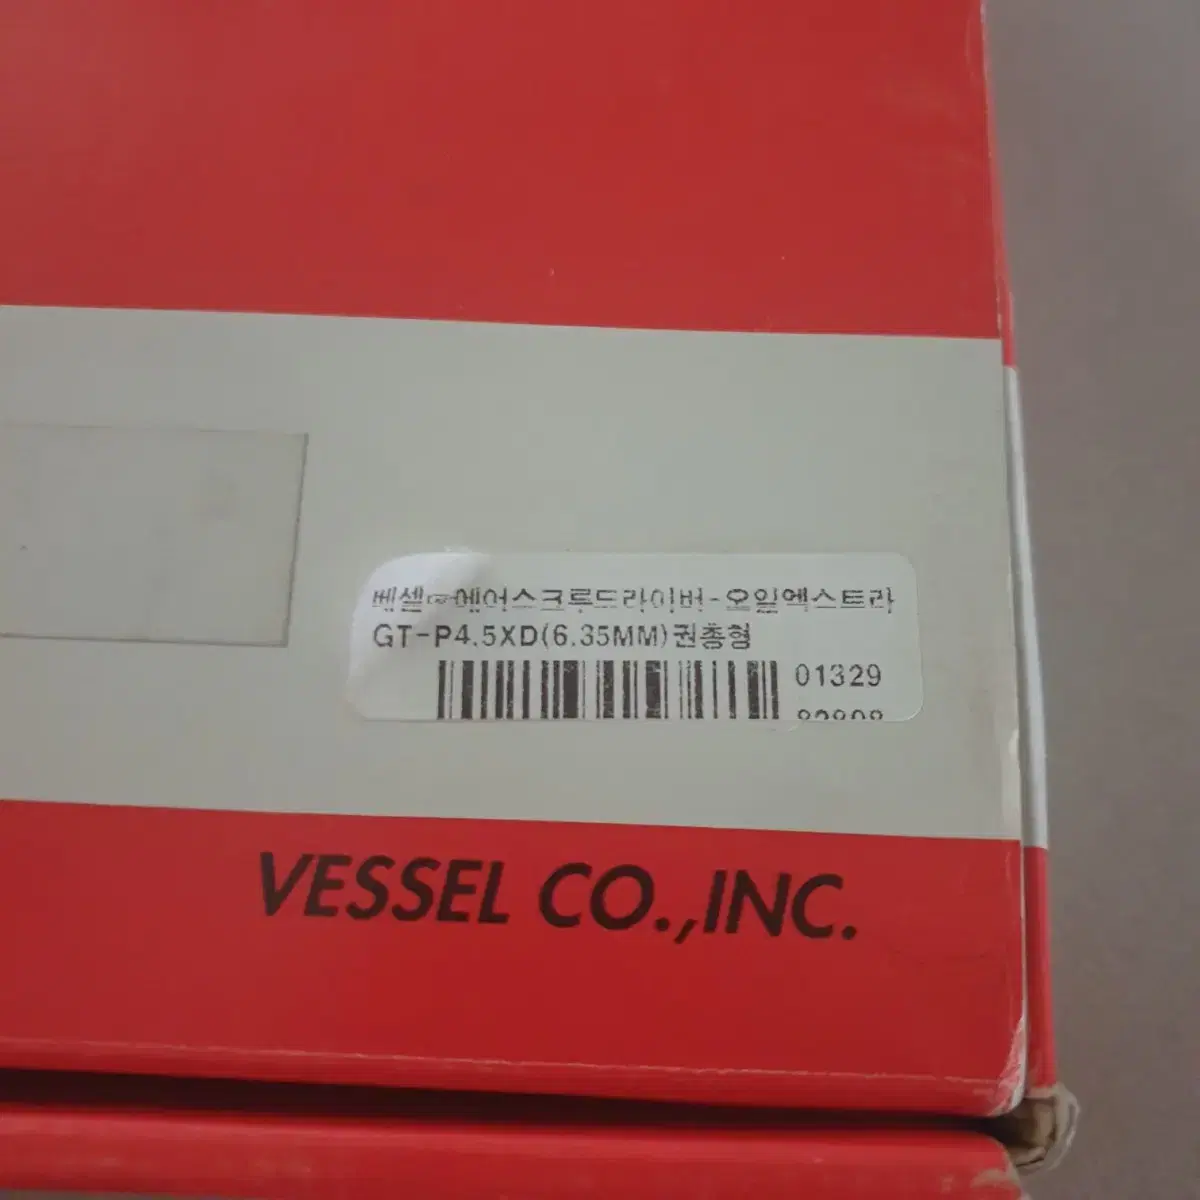 베셀-에어스크루드라이버-오일엑스트라
GT-P4.5XD(6.35MM)권총형
01329
82808
VESSEL CO.,INC.